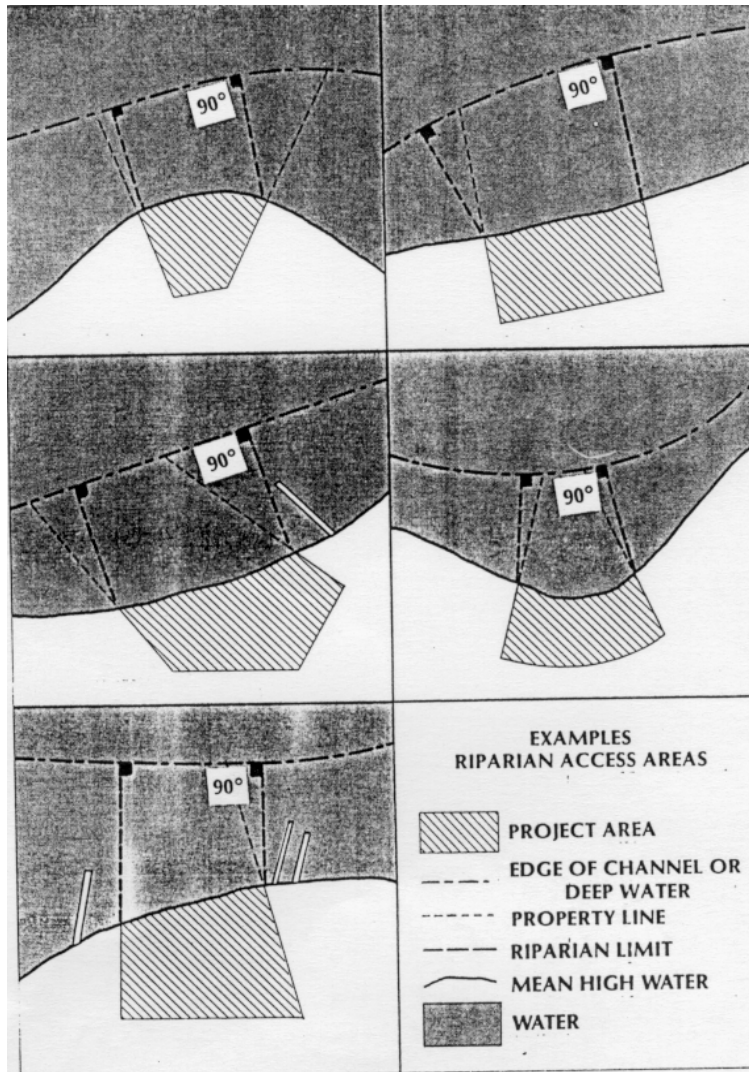 90°
90°
90°
90°
90°
EXAMPLES
RIPARIAN ACCESS AREAS
PROJECT AREA
EDGE OF CHANNEL OR
DEEP WATER
PROPERTY LINE
RIPARIAN LIMIT
MEAN HIGH WATER
WATER